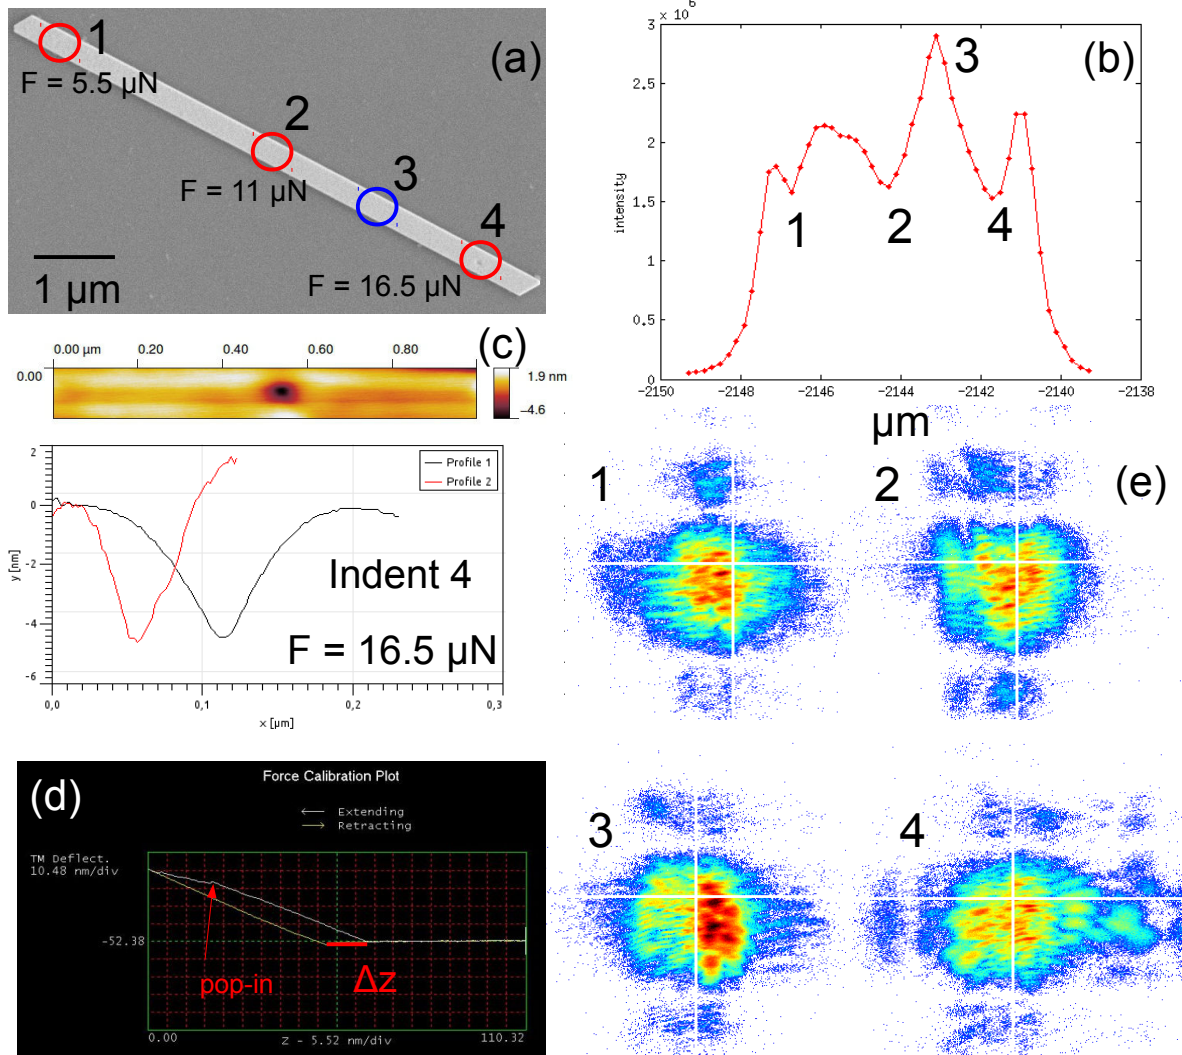 1
(a)
F = 5.5 µN
2
F = 11 µN
3
4
F = 16.5 µN
1 µm
× 10⁶
3
2.5
2
1.5
1
0.5
0
intensity
−2150
−2148
−2146
−2144
−2142
−2140
−2138
µm
(b)
1
2
3
4
(c)
0.00 µm
0.20
0.40
0.60
0.80
0.00
1.9 nm
−4.6
2
0
-2
-4
-6
y [nm]
0,0
0,1
0,2
0,3
x [µm]
Profile 1
Profile 2
Indent 4
F = 16.5 µN
(d)
Force Calibration Plot
Extending
Retracting
TM Deflect.
10.48 nm/div
-52.38
pop-in
Δz
0.00
Z - 5.52 nm/div
110.32
1
2
(e)
3
4